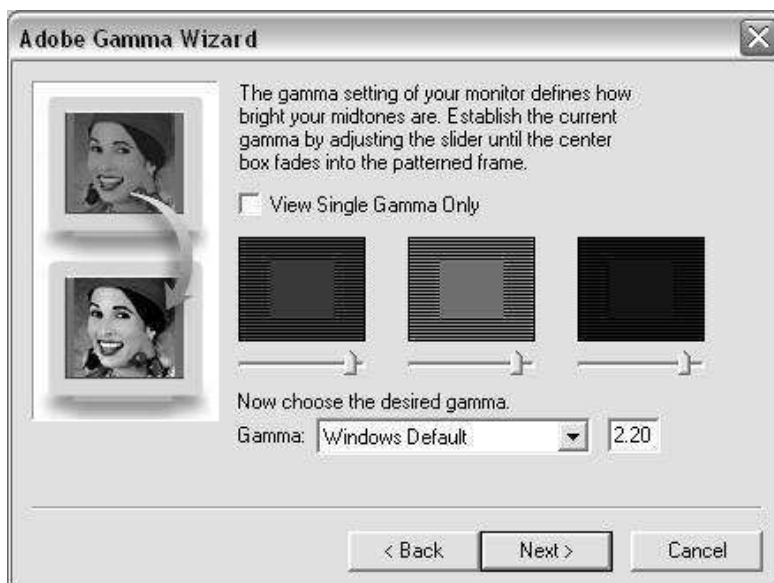 Adobe Gamma Wizard
The gamma setting of your monitor defines how
bright your midtones are. Establish the current
gamma by adjusting the slider until the center
box fades into the patterned frame.
View Single Gamma Only
Now choose the desired gamma.
Gamma: Windows Default 2.20
< Back Next > Cancel